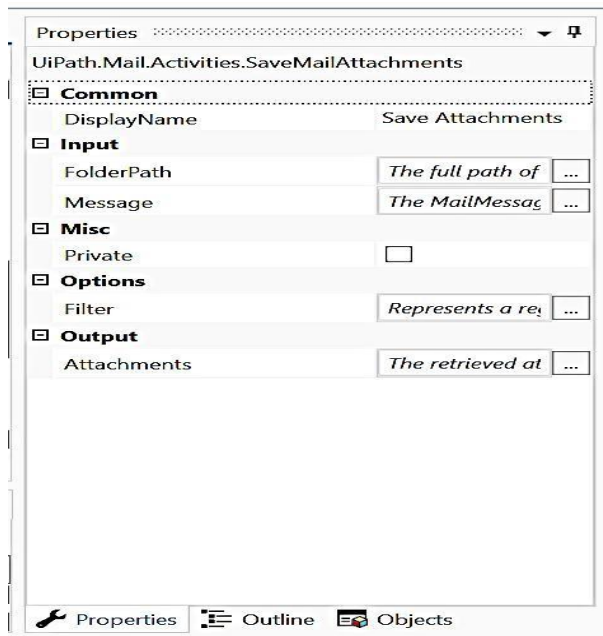 Properties
UiPath.Mail.Activities.SaveMailAttachments
Common
DisplayName Save Attachments
Input
FolderPath The full path of ...
Message The MailMessag ...
Misc
Private
Options
Filter Represents a reg ...
Output
Attachments The retrieved at ...
Properties Outline Objects